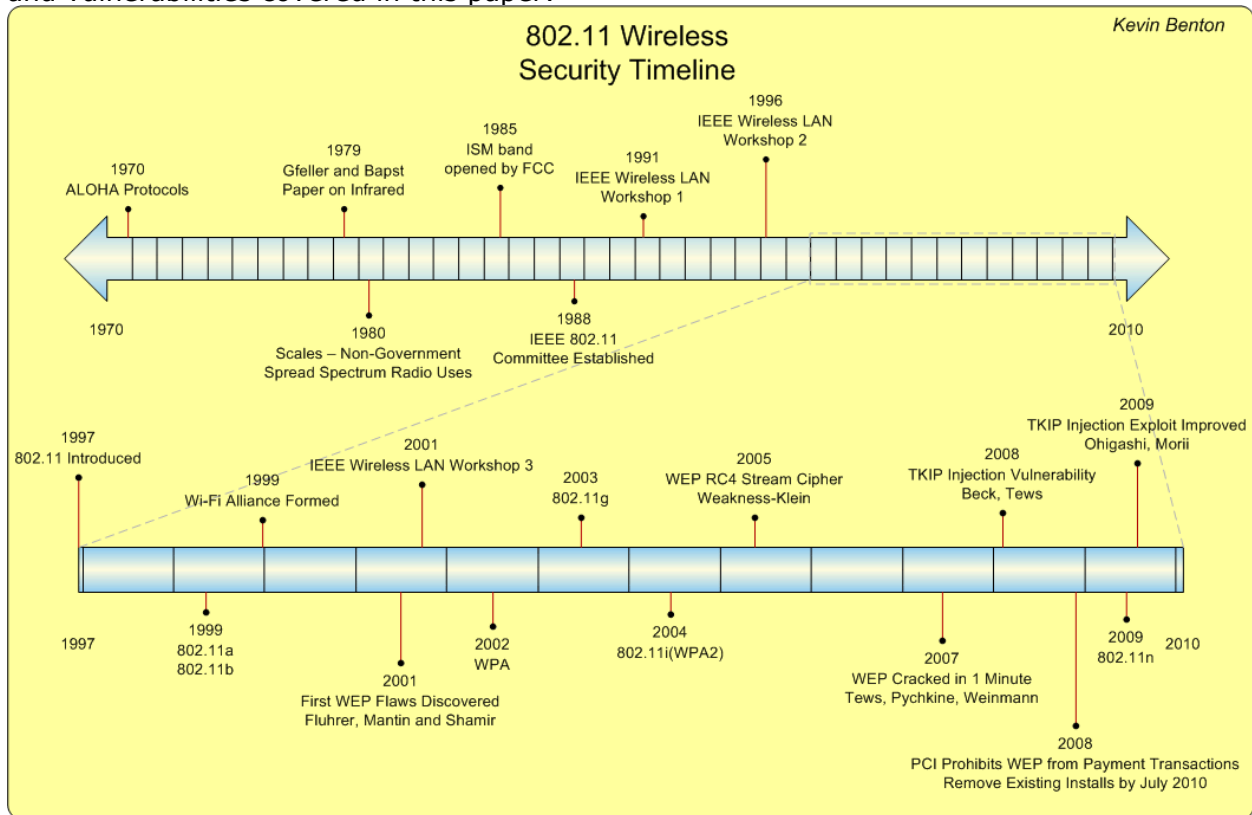 and vulnerabilities covered in this paper.
802.11 Wireless
Security Timeline
Kevin Benton
1970
ALOHA Protocols
1979
Gfeller and Bapst
Paper on Infrared
1985
ISM band
opened by FCC
1991
IEEE Wireless LAN
Workshop 1
1996
IEEE Wireless LAN
Workshop 2
1970
1980
Scales – Non-Government
Spread Spectrum Radio Uses
1988
IEEE 802.11
Committee Established
2010
1997
802.11 Introduced
1999
Wi-Fi Alliance Formed
2001
IEEE Wireless LAN Workshop 3
2003
802.11g
2005
WEP RC4 Stream Cipher
Weakness-Klein
2008
TKIP Injection Vulnerability
Beck, Tews
2009
TKIP Injection Exploit Improved
Ohigashi, Morii
1997
1999
802.11a
802.11b
2001
First WEP Flaws Discovered
Fluhrer, Mantin and Shamir
2002
WPA
2004
802.11i(WPA2)
2007
WEP Cracked in 1 Minute
Tews, Pychkine, Weinmann
2008
PCI Prohibits WEP from Payment Transactions
Remove Existing Installs by July 2010
2009
802.11n
2010